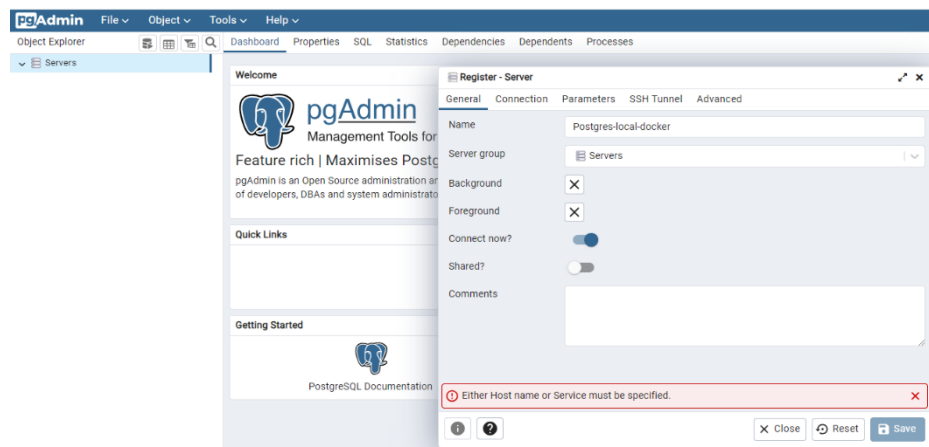 pgAdmin File Object Tools Help
Object Explorer
Dashboard Properties SQL Statistics Dependencies Dependents Processes
Servers
Welcome
pgAdmin
Management Tools for
Feature rich | Maximises Postg
pgAdmin is an Open Source administration an
of developers, DBAs and system administrato
Quick Links
Getting Started
PostgreSQL Documentation
Register - Server
General Connection Parameters SSH Tunnel Advanced
Name
Postgres-local-docker
Server group
Servers
Background
Foreground
Connect now?
Shared?
Comments
Either Host name or Service must be specified.
Close Reset Save